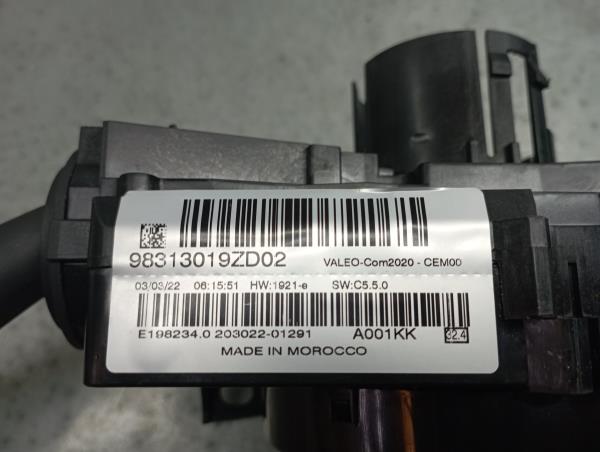 98313019ZD02 VALEO-Com2020 - CEM00
03/03/22 06:15:51 HW:1921-e SW:C5.5.0
E198234.0 203022-01291 A001KK 32.4
MADE IN MOROCCO